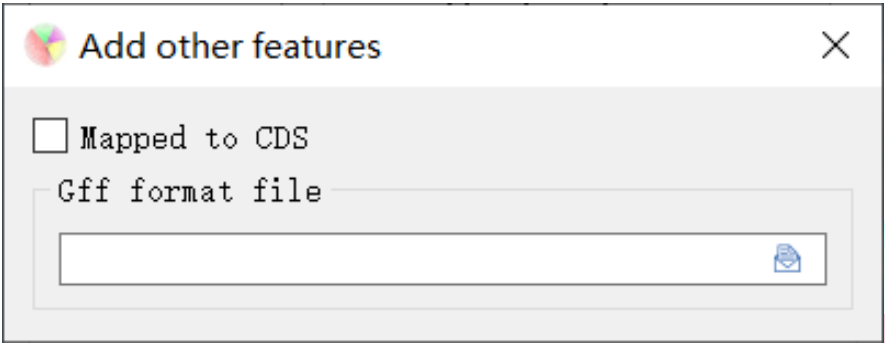 Add other features
Mapped to CDS
Gff format file